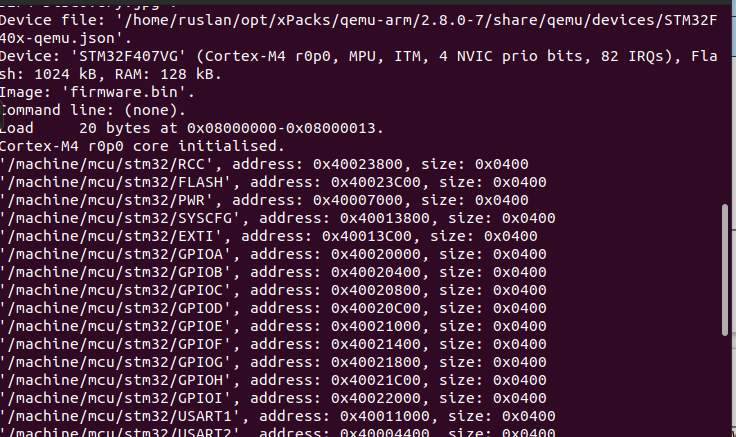 Device file: '/home/ruslan/opt/xPacks/qemu-arm/2.8.0-7/share/qemu/devices/STM32F
40x-qemu.json'.
Device: 'STM32F407VG' (Cortex-M4 r0p0, MPU, ITM, 4 NVIC prio bits, 82 IRQs), Fla
sh: 1024 kB, RAM: 128 kB.
Image: 'firmware.bin'.
Command line: (none).
Load     20 bytes at 0x08000000-0x08000013.
Cortex-M4 r0p0 core initialised.
'/machine/mcu/stm32/RCC', address: 0x40023800, size: 0x0400
'/machine/mcu/stm32/FLASH', address: 0x40023C00, size: 0x0400
'/machine/mcu/stm32/PWR', address: 0x40007000, size: 0x0400
'/machine/mcu/stm32/SYSCFG', address: 0x40013800, size: 0x0400
'/machine/mcu/stm32/EXTI', address: 0x40013C00, size: 0x0400
'/machine/mcu/stm32/GPIOA', address: 0x40020000, size: 0x0400
'/machine/mcu/stm32/GPIOB', address: 0x40020400, size: 0x0400
'/machine/mcu/stm32/GPIOC', address: 0x40020800, size: 0x0400
'/machine/mcu/stm32/GPIOD', address: 0x40020C00, size: 0x0400
'/machine/mcu/stm32/GPIOE', address: 0x40021000, size: 0x0400
'/machine/mcu/stm32/GPIOF', address: 0x40021400, size: 0x0400
'/machine/mcu/stm32/GPIOG', address: 0x40021800, size: 0x0400
'/machine/mcu/stm32/GPIOH', address: 0x40021C00, size: 0x0400
'/machine/mcu/stm32/GPIOI', address: 0x40022000, size: 0x0400
'/machine/mcu/stm32/USART1', address: 0x40011000, size: 0x0400
'/machine/mcu/stm32/USART2', address: 0x40004400, size: 0x0400